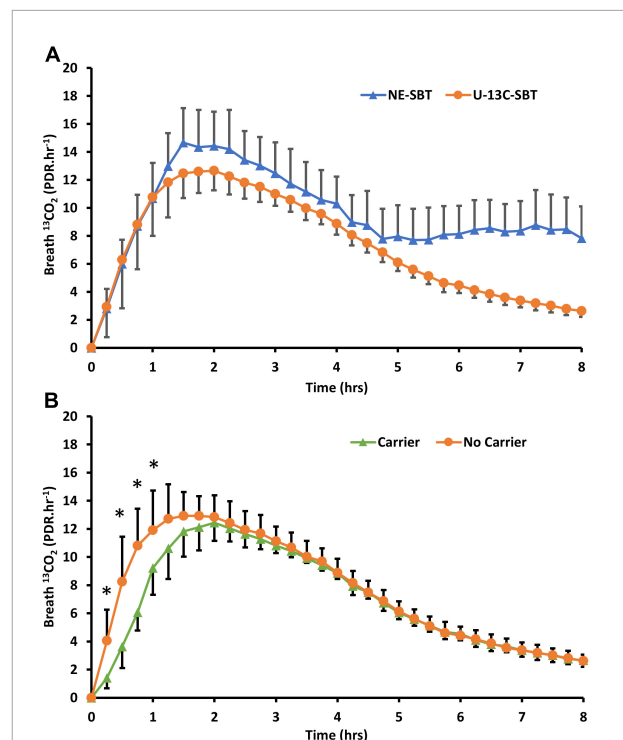 A
20
18
16
14
12
10
8
6
4
2
0
Breath ¹³CO₂ (PDR.hr⁻¹)
NE-SBT U-13C-SBT
0 1 2 3 4 5 6 7 8
Time (hrs)
B
20
18
16
14
12
10
8
6
4
2
0
Breath ¹³CO₂ (PDR.hr⁻¹)
Carrier No Carrier
* * * *
0 1 2 3 4 5 6 7 8
Time (hrs)